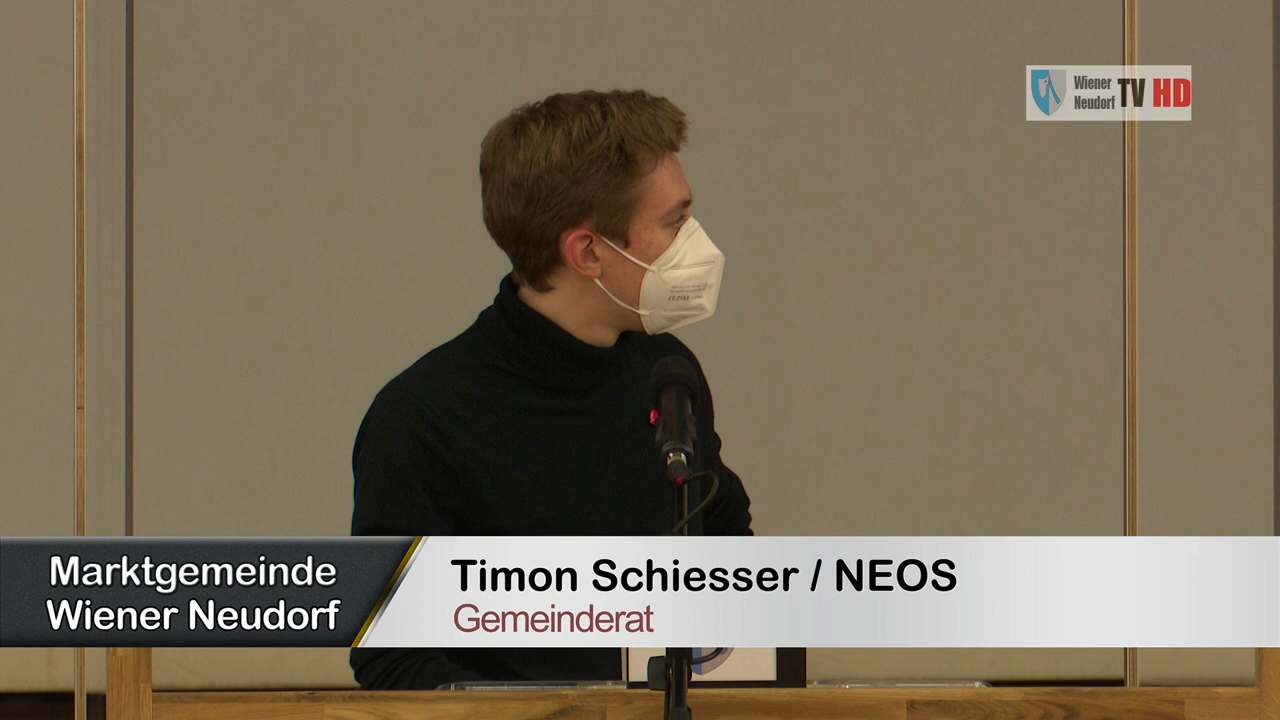 Wiener
Neudorf TV HD
Marktgemeinde
Wiener Neudorf
Timon Schiesser / NEOS
Gemeinderat